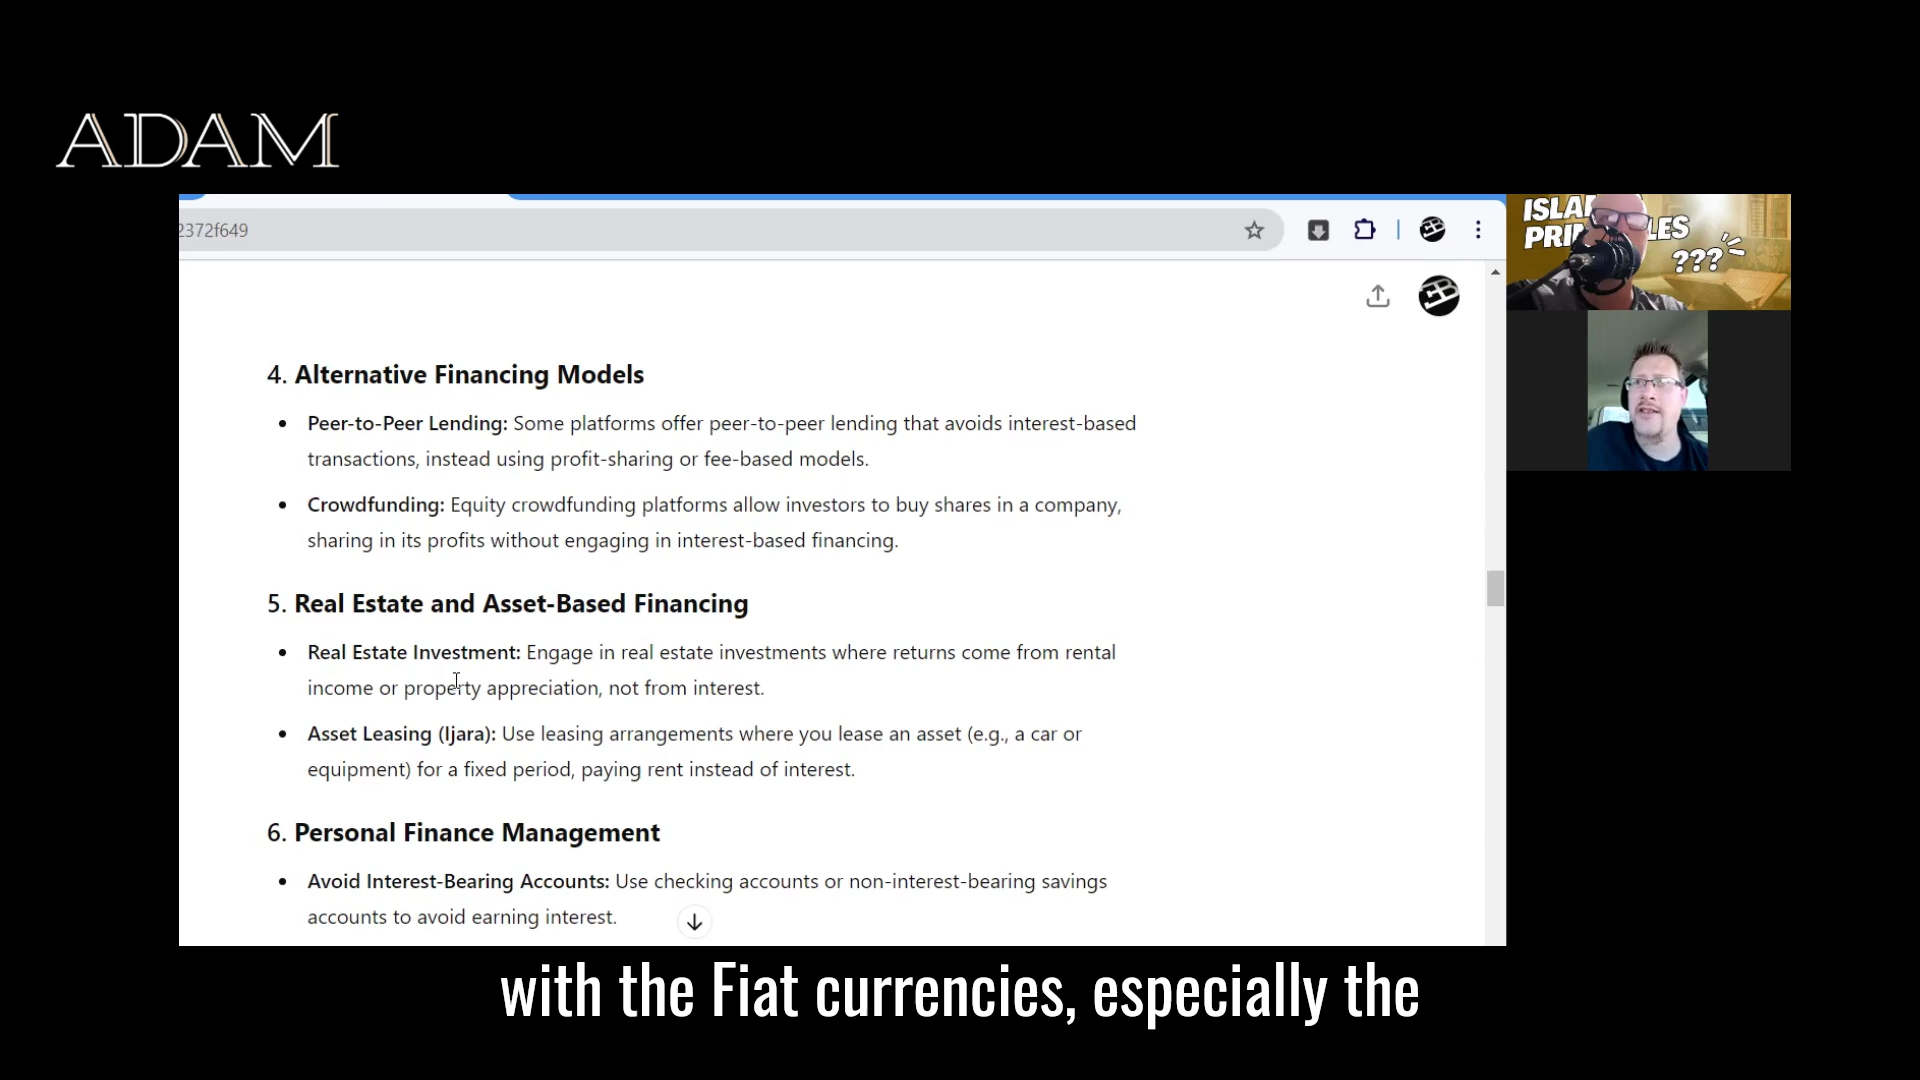 ADAM
2372f649
4. Alternative Financing Models
• Peer-to-Peer Lending: Some platforms offer peer-to-peer lending that avoids interest-based
transactions, instead using profit-sharing or fee-based models.
• Crowdfunding: Equity crowdfunding platforms allow investors to buy shares in a company,
sharing in its profits without engaging in interest-based financing.
5. Real Estate and Asset-Based Financing
• Real Estate Investment: Engage in real estate investments where returns come from rental
income or property appreciation, not from interest.
• Asset Leasing (Ijara): Use leasing arrangements where you lease an asset (e.g., a car or
equipment) for a fixed period, paying rent instead of interest.
6. Personal Finance Management
• Avoid Interest-Bearing Accounts: Use checking accounts or non-interest-bearing savings
accounts to avoid earning interest.
???
with the Fiat currencies, especially the